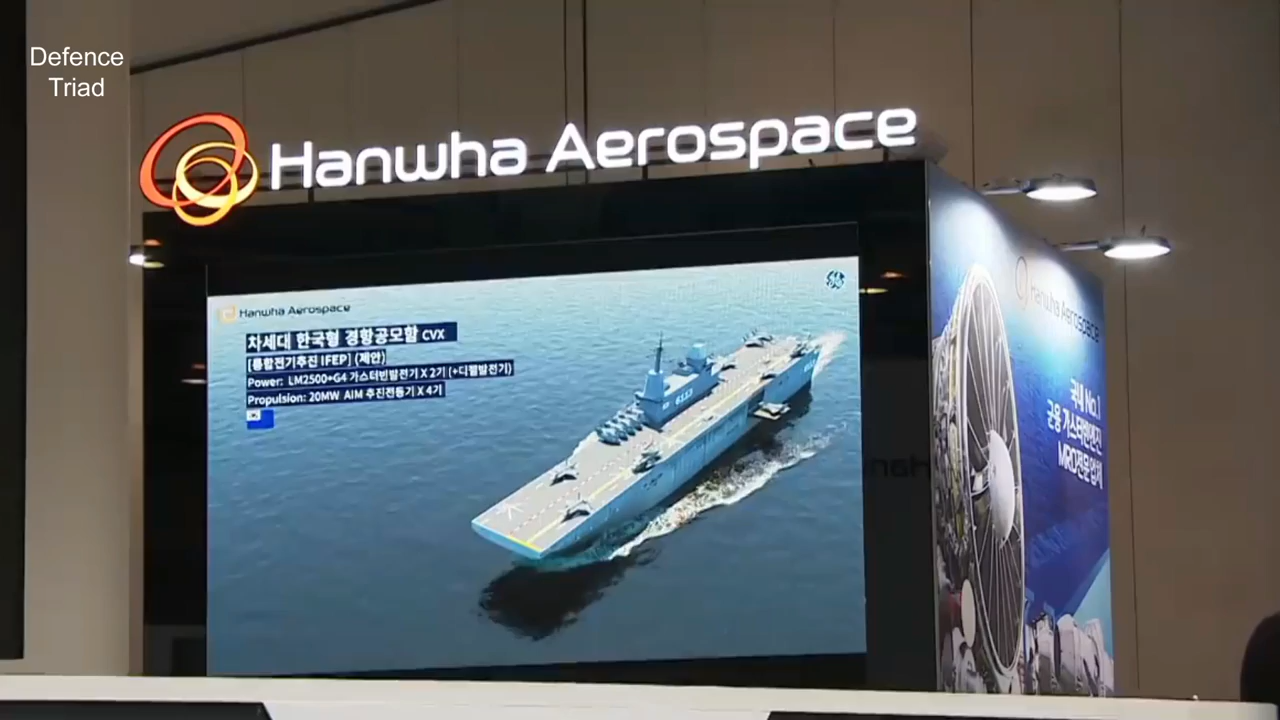 Defence
Triad
Hanwha Aerospace
Hanwha Aerospace
차세대 한국형 경항공모함 CVX
[통합전기추진 IFEP] (제안)
Power: LM2500+G4 가스터빈발전기 X 2기 (+디젤발전기)
Propulsion: 20MW AIM 추진전동기 X 4기
Hanwha Aerospace
국내 No.1
군용 가스터빈엔진
MRO전문 업체